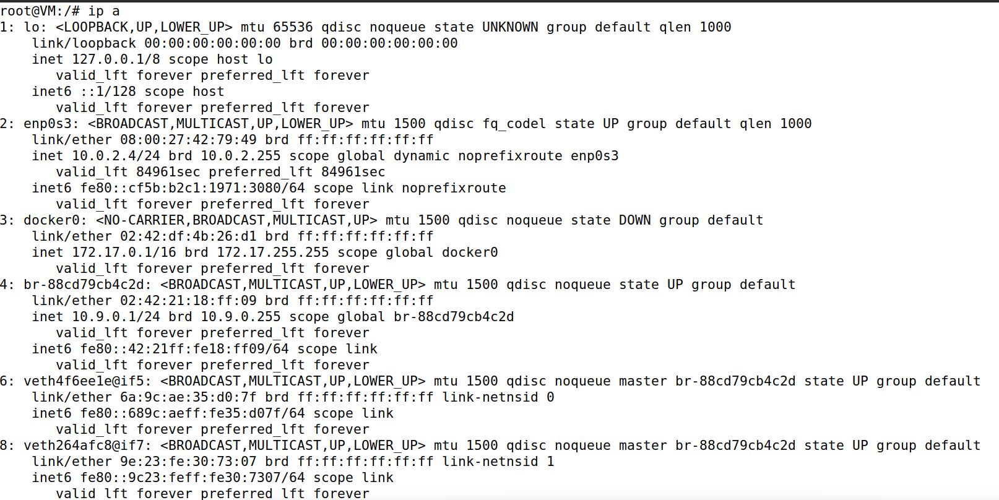 root@VM:/# ip a
1: lo: <LOOPBACK,UP,LOWER_UP> mtu 65536 qdisc noqueue state UNKNOWN group default qlen 1000
    link/loopback 00:00:00:00:00:00 brd 00:00:00:00:00:00
    inet 127.0.0.1/8 scope host lo
       valid_lft forever preferred_lft forever
    inet6 ::1/128 scope host
       valid_lft forever preferred_lft forever
2: enp0s3: <BROADCAST,MULTICAST,UP,LOWER_UP> mtu 1500 qdisc fq_codel state UP group default qlen 1000
    link/ether 08:00:27:42:79:49 brd ff:ff:ff:ff:ff:ff
    inet 10.0.2.4/24 brd 10.0.2.255 scope global dynamic noprefixroute enp0s3
       valid_lft 84961sec preferred_lft 84961sec
    inet6 fe80::cf5b:b2c1:1971:3080/64 scope link noprefixroute
       valid_lft forever preferred_lft forever
3: docker0: <NO-CARRIER,BROADCAST,MULTICAST,UP> mtu 1500 qdisc noqueue state DOWN group default
    link/ether 02:42:df:4b:26:d1 brd ff:ff:ff:ff:ff:ff
    inet 172.17.0.1/16 brd 172.17.255.255 scope global docker0
       valid_lft forever preferred_lft forever
4: br-88cd79cb4c2d: <BROADCAST,MULTICAST,UP,LOWER_UP> mtu 1500 qdisc noqueue state UP group default
    link/ether 02:42:21:18:ff:09 brd ff:ff:ff:ff:ff:ff
    inet 10.9.0.1/24 brd 10.9.0.255 scope global br-88cd79cb4c2d
       valid_lft forever preferred_lft forever
    inet6 fe80::42:21ff:fe18:ff09/64 scope link
       valid_lft forever preferred_lft forever
6: veth4f6ee1e@if5: <BROADCAST,MULTICAST,UP,LOWER_UP> mtu 1500 qdisc noqueue master br-88cd79cb4c2d state UP group default
    link/ether 6a:9c:ae:35:d0:7f brd ff:ff:ff:ff:ff:ff link-netnsid 0
    inet6 fe80::689c:aeff:fe35:d07f/64 scope link
       valid_lft forever preferred_lft forever
8: veth264afc8@if7: <BROADCAST,MULTICAST,UP,LOWER_UP> mtu 1500 qdisc noqueue master br-88cd79cb4c2d state UP group default
    link/ether 9e:23:fe:30:73:07 brd ff:ff:ff:ff:ff:ff link-netnsid 1
    inet6 fe80::9c23:feff:fe30:7307/64 scope link
       valid_lft forever preferred_lft forever